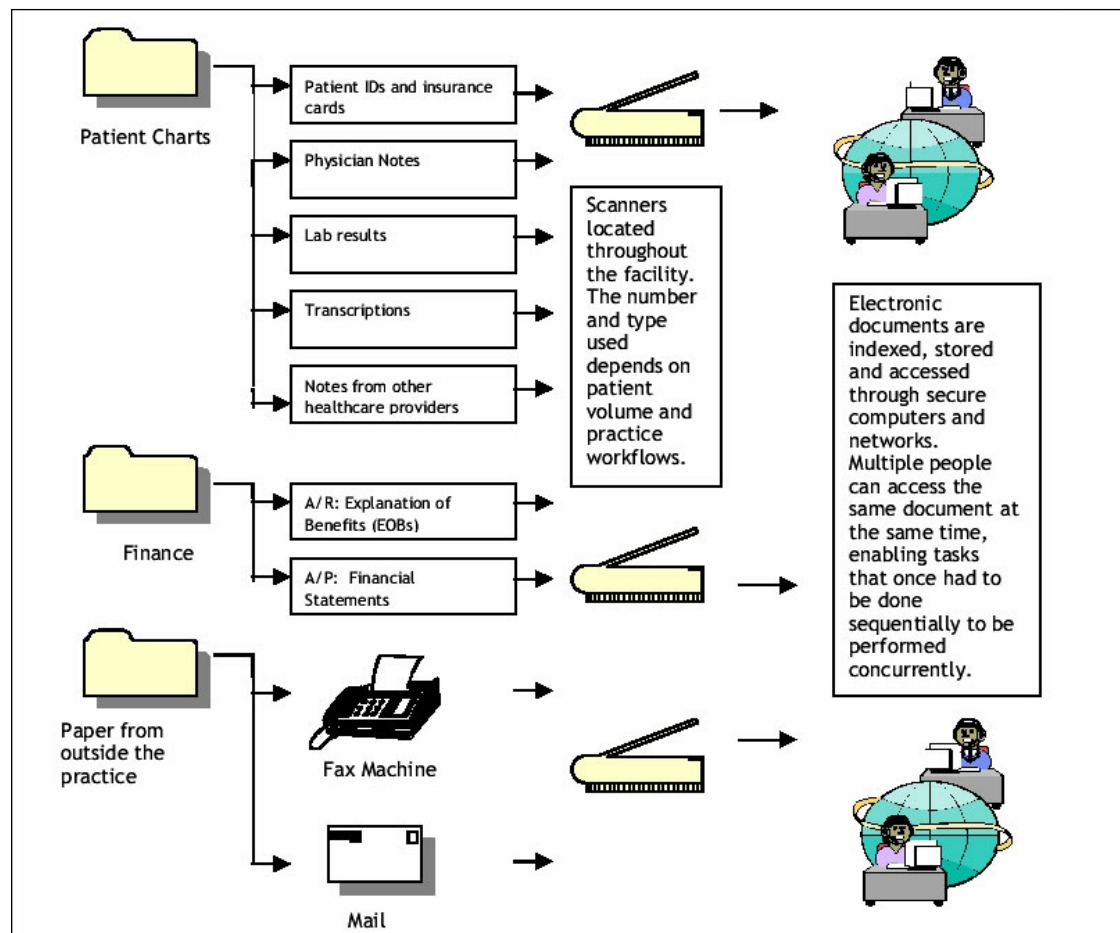 Patient Charts
Patient IDs and insurance
cards
Physician Notes
Lab results
Transcriptions
Notes from other
healthcare providers
Scanners
located
throughout
the facility.
The number
and type
used
depends on
patient
volume and
practice
workflows.
Electronic
documents are
indexed, stored
and accessed
through secure
computers and
networks.
Multiple people
can access the
same document at
the same time,
enabling tasks
that once had to
be done
sequentially to be
performed
concurrently.
Finance
A/R: Explanation of
Benefits (EOBs)
A/P: Financial
Statements
Paper from
outside the
practice
Fax Machine
Mail